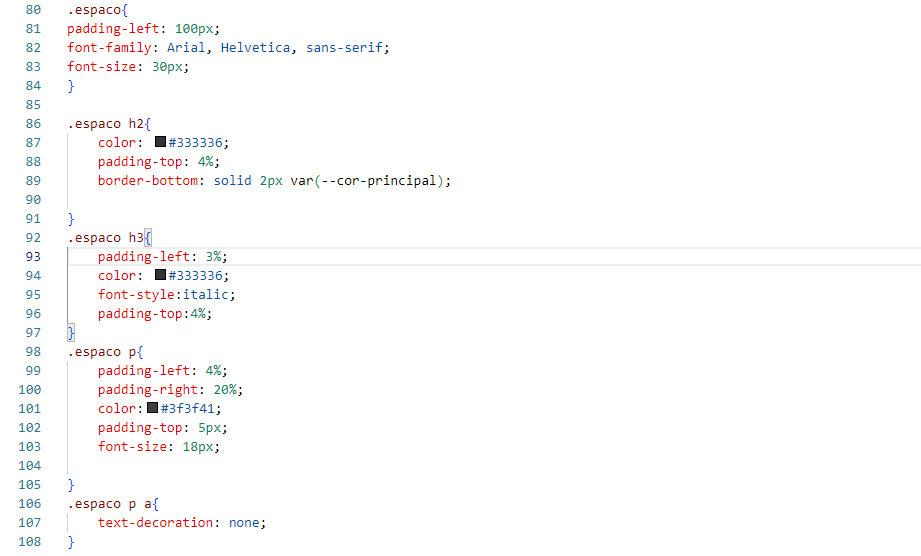 80 .espaco{
81 padding-left: 100px;
82 font-family: Arial, Helvetica, sans-serif;
83 font-size: 30px;
84 }
85
86 .espaco h2{
87 color: #333336;
88 padding-top: 4%;
89 border-bottom: solid 2px var(--cor-principal);
90
91 }
92 .espaco h3{
93 padding-left: 3%;
94 color: #333336;
95 font-style:italic;
96 padding-top:4%;
97 }
98 .espaco p{
99 padding-left: 4%;
100 padding-right: 20%;
101 color:#3f3f41;
102 padding-top: 5px;
103 font-size: 18px;
104
105 }
106 .espaco p a{
107 text-decoration: none;
108 }